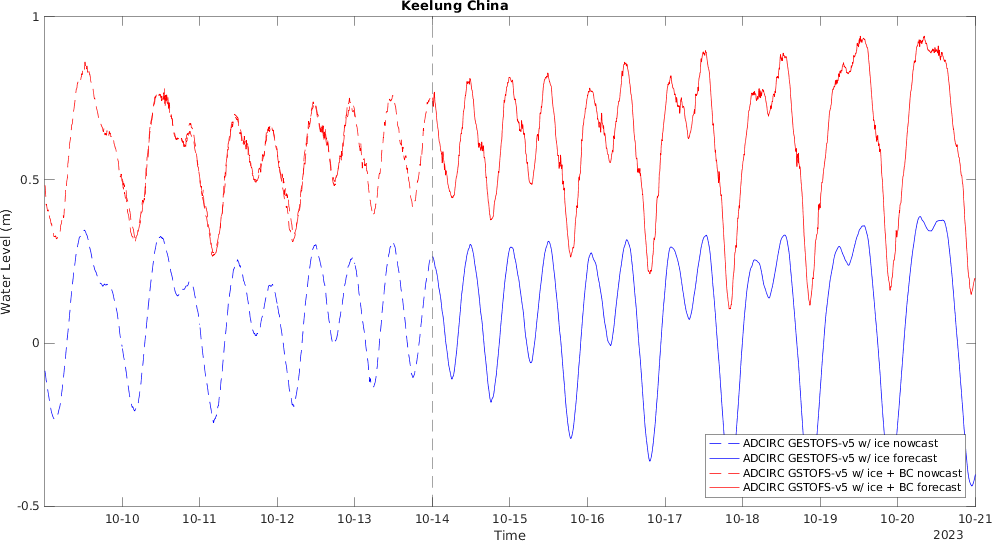 Keelung China
1
0.5
0
-0.5
Water Level (m)
ADCIRC GESTOFS-v5 w/ ice nowcast
ADCIRC GESTOFS-v5 w/ ice forecast
ADCIRC GSTOFS-v5 w/ ice + BC nowcast
ADCIRC GSTOFS-v5 w/ ice + BC forecast
10-10 10-11 10-12 10-13 10-14 10-15 10-16 10-17 10-18 10-19 10-20 10-21
Time
2023